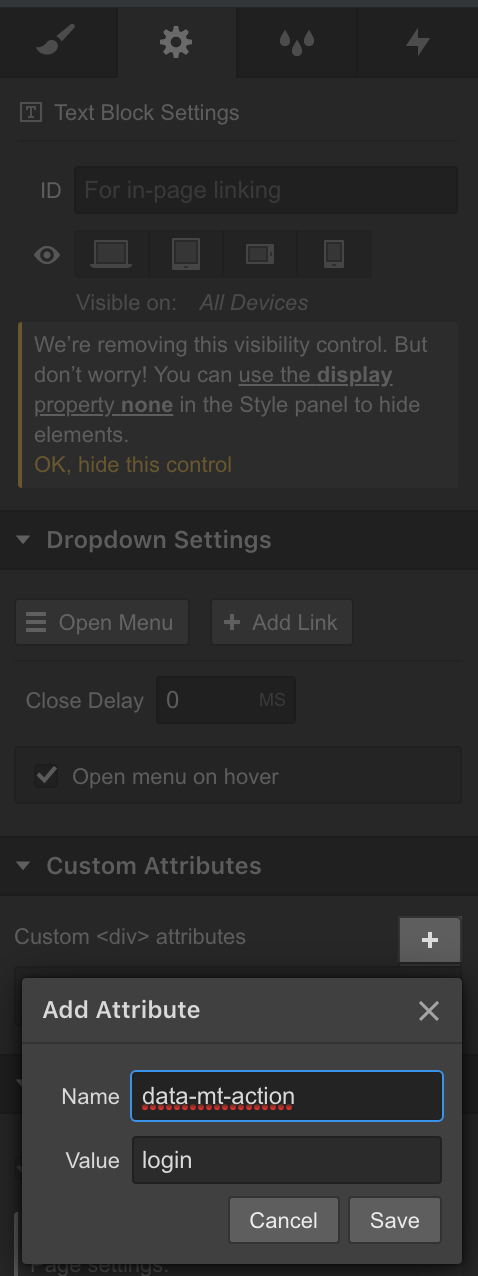 Text Block Settings
ID For in-page linking
Visible on: All Devices
We're removing this visibility control. But
don't worry! You can use the display
property none in the Style panel to hide
elements.
OK, hide this control
Dropdown Settings
Open Menu Add Link
Close Delay 0 MS
Open menu on hover
Custom Attributes
Custom <div> attributes
Add Attribute
Name data-mt-action
Value login
Cancel Save
Page settings.